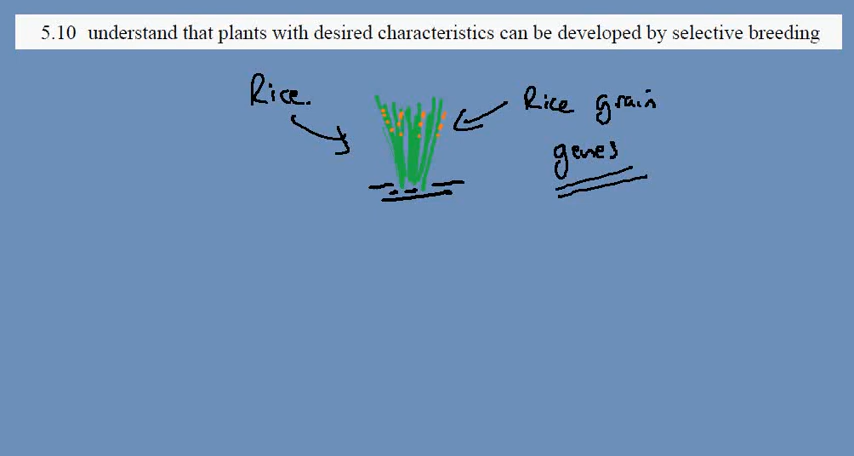 5.10 understand that plants with desired characteristics can be developed by selective breeding
Rice.
Rice grain
genes